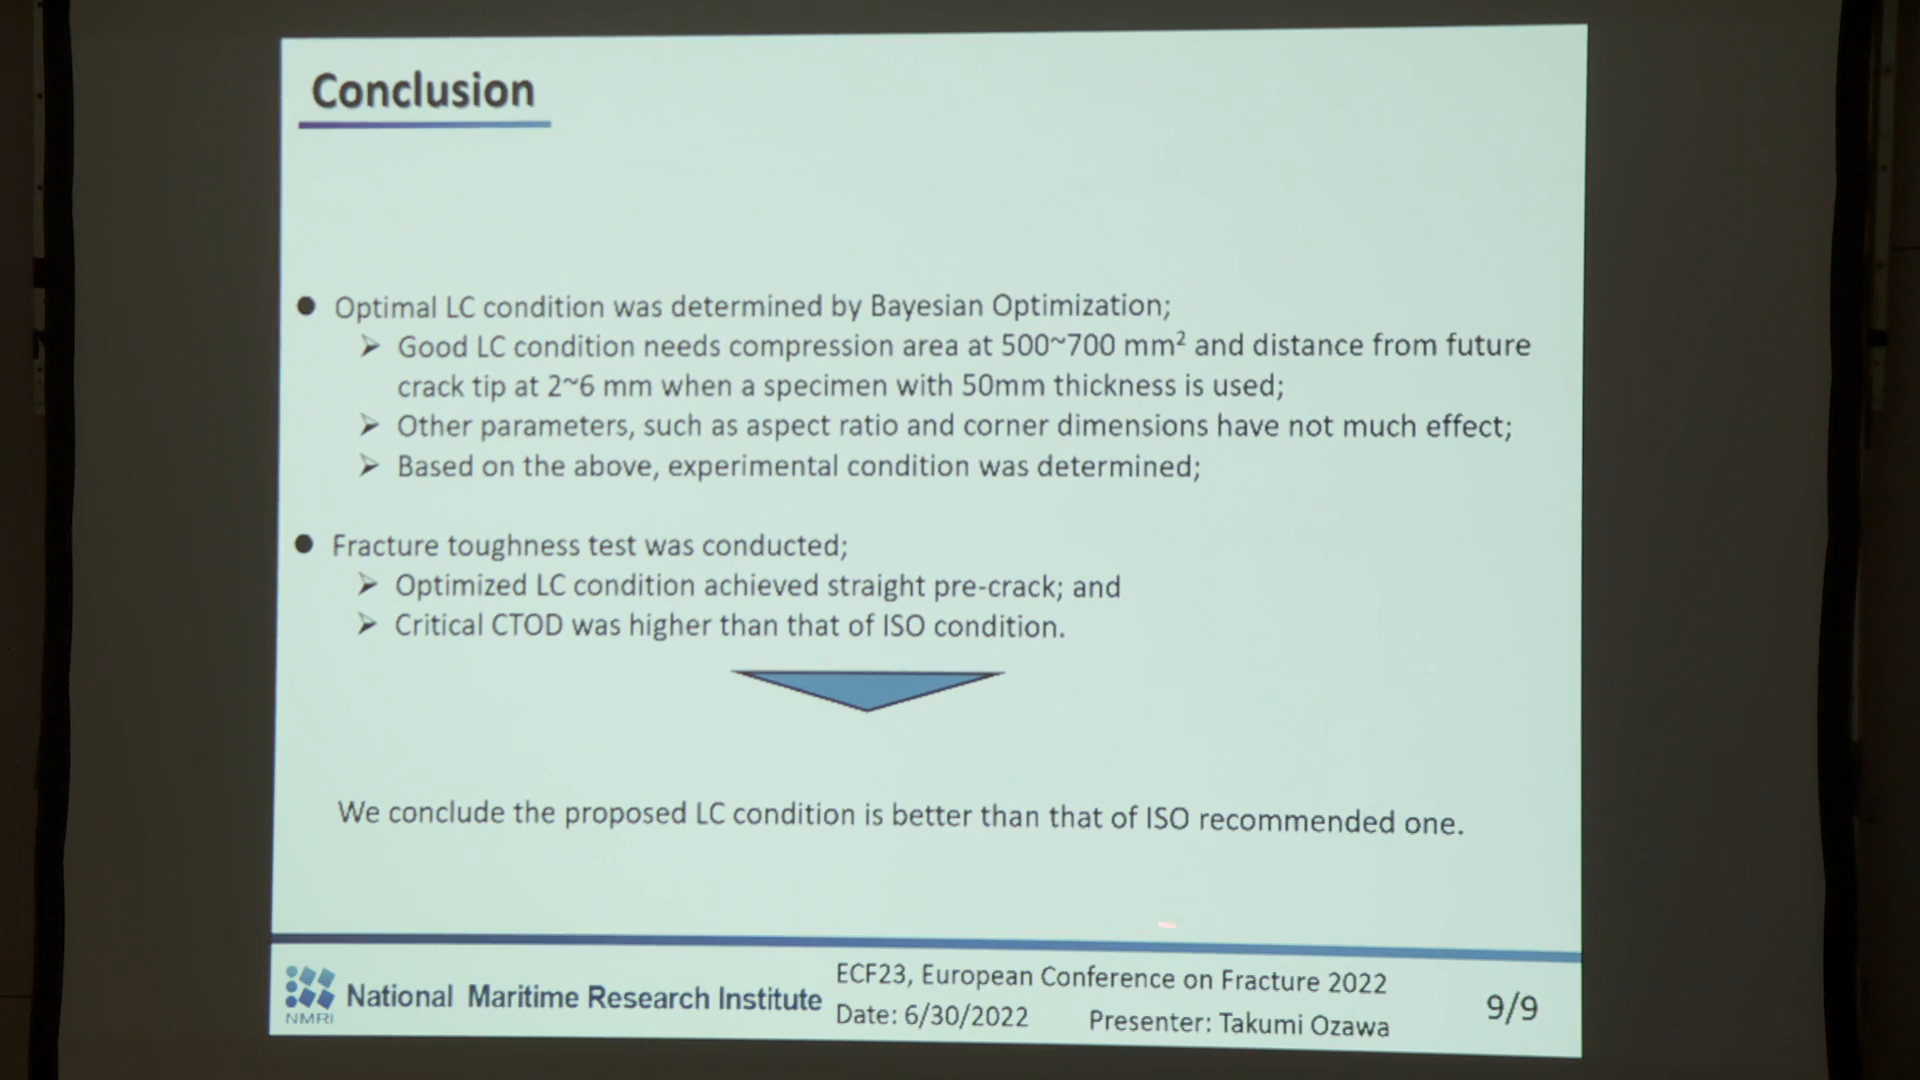 Conclusion
● Optimal LC condition was determined by Bayesian Optimization;
➢ Good LC condition needs compression area at 500~700 mm² and distance from future
crack tip at 2~6 mm when a specimen with 50mm thickness is used;
➢ Other parameters, such as aspect ratio and corner dimensions have not much effect;
➢ Based on the above, experimental condition was determined;
● Fracture toughness test was conducted;
➢ Optimized LC condition achieved straight pre-crack; and
➢ Critical CTOD was higher than that of ISO condition.
We conclude the proposed LC condition is better than that of ISO recommended one.
NMRI
National Maritime Research Institute
ECF23, European Conference on Fracture 2022
Date: 6/30/2022 Presenter: Takumi Ozawa
9/9